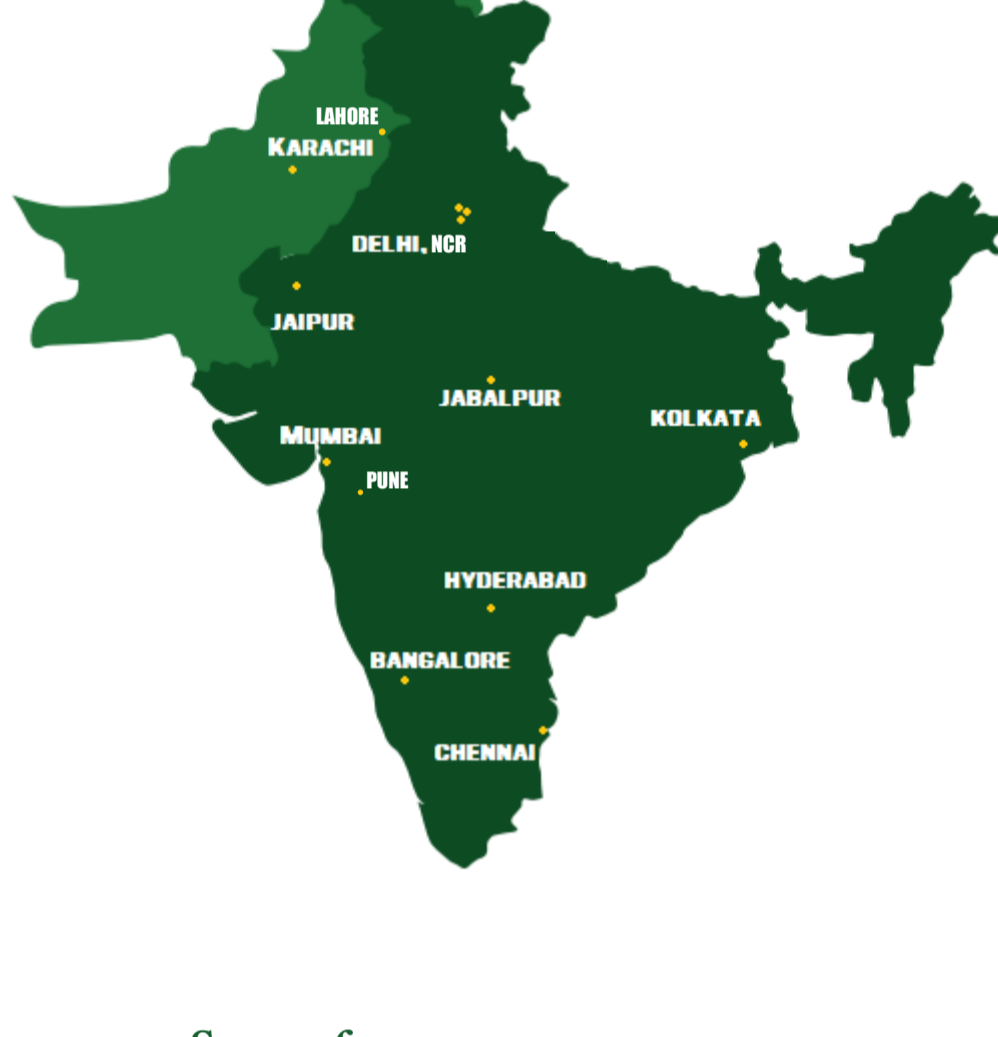 LAHORE
KARACHI
DELHI, NCR
JAIPUR
JABALPUR
KOLKATA
MUMBAI
PUNE
HYDERABAD
BANGALORE
CHENNAI